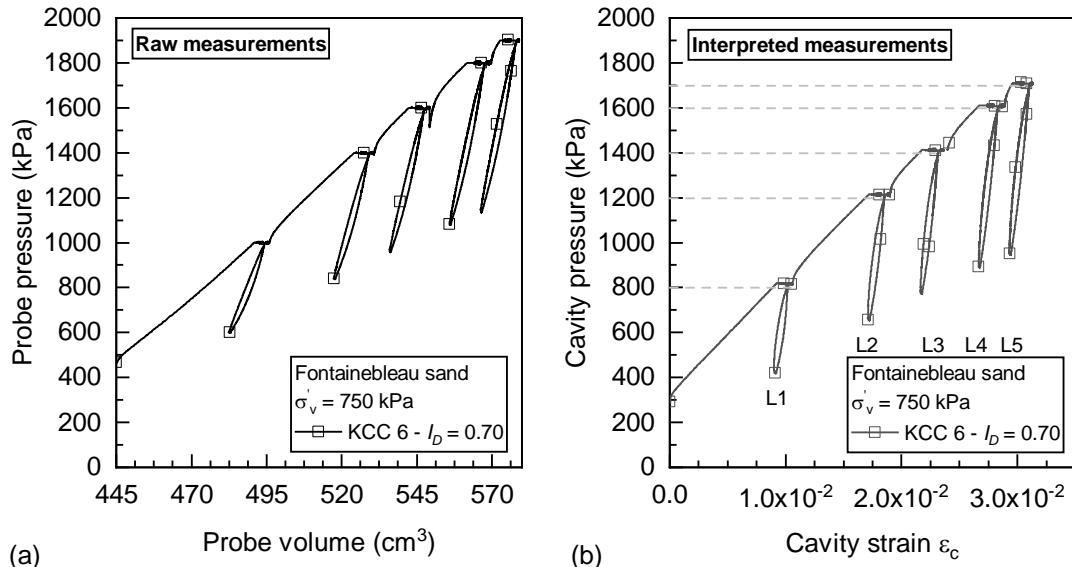 Raw measurements
Probe pressure (kPa)
2000
1800
1600
1400
1200
1000
800
600
400
200
0
Fontainebleau sand
σ'v = 750 kPa
KCC 6 - ID = 0.70
445 470 495 520 545 570
Probe volume (cm³)
(a)
Interpreted measurements
Cavity pressure (kPa)
2000
1800
1600
1400
1200
1000
800
600
400
200
0
L1 L2 L3 L4 L5
Fontainebleau sand
σ'v = 750 kPa
KCC 6 - ID = 0.70
0.0 1.0x10⁻² 2.0x10⁻² 3.0x10⁻²
Cavity strain εc
(b)